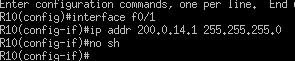 Enter configuration commands, one per line.  End
R10(config)#interface f0/1
R10(config-if)#ip addr 200.0.14.1 255.255.255.0
R10(config-if)#no sh
R10(config-if)#